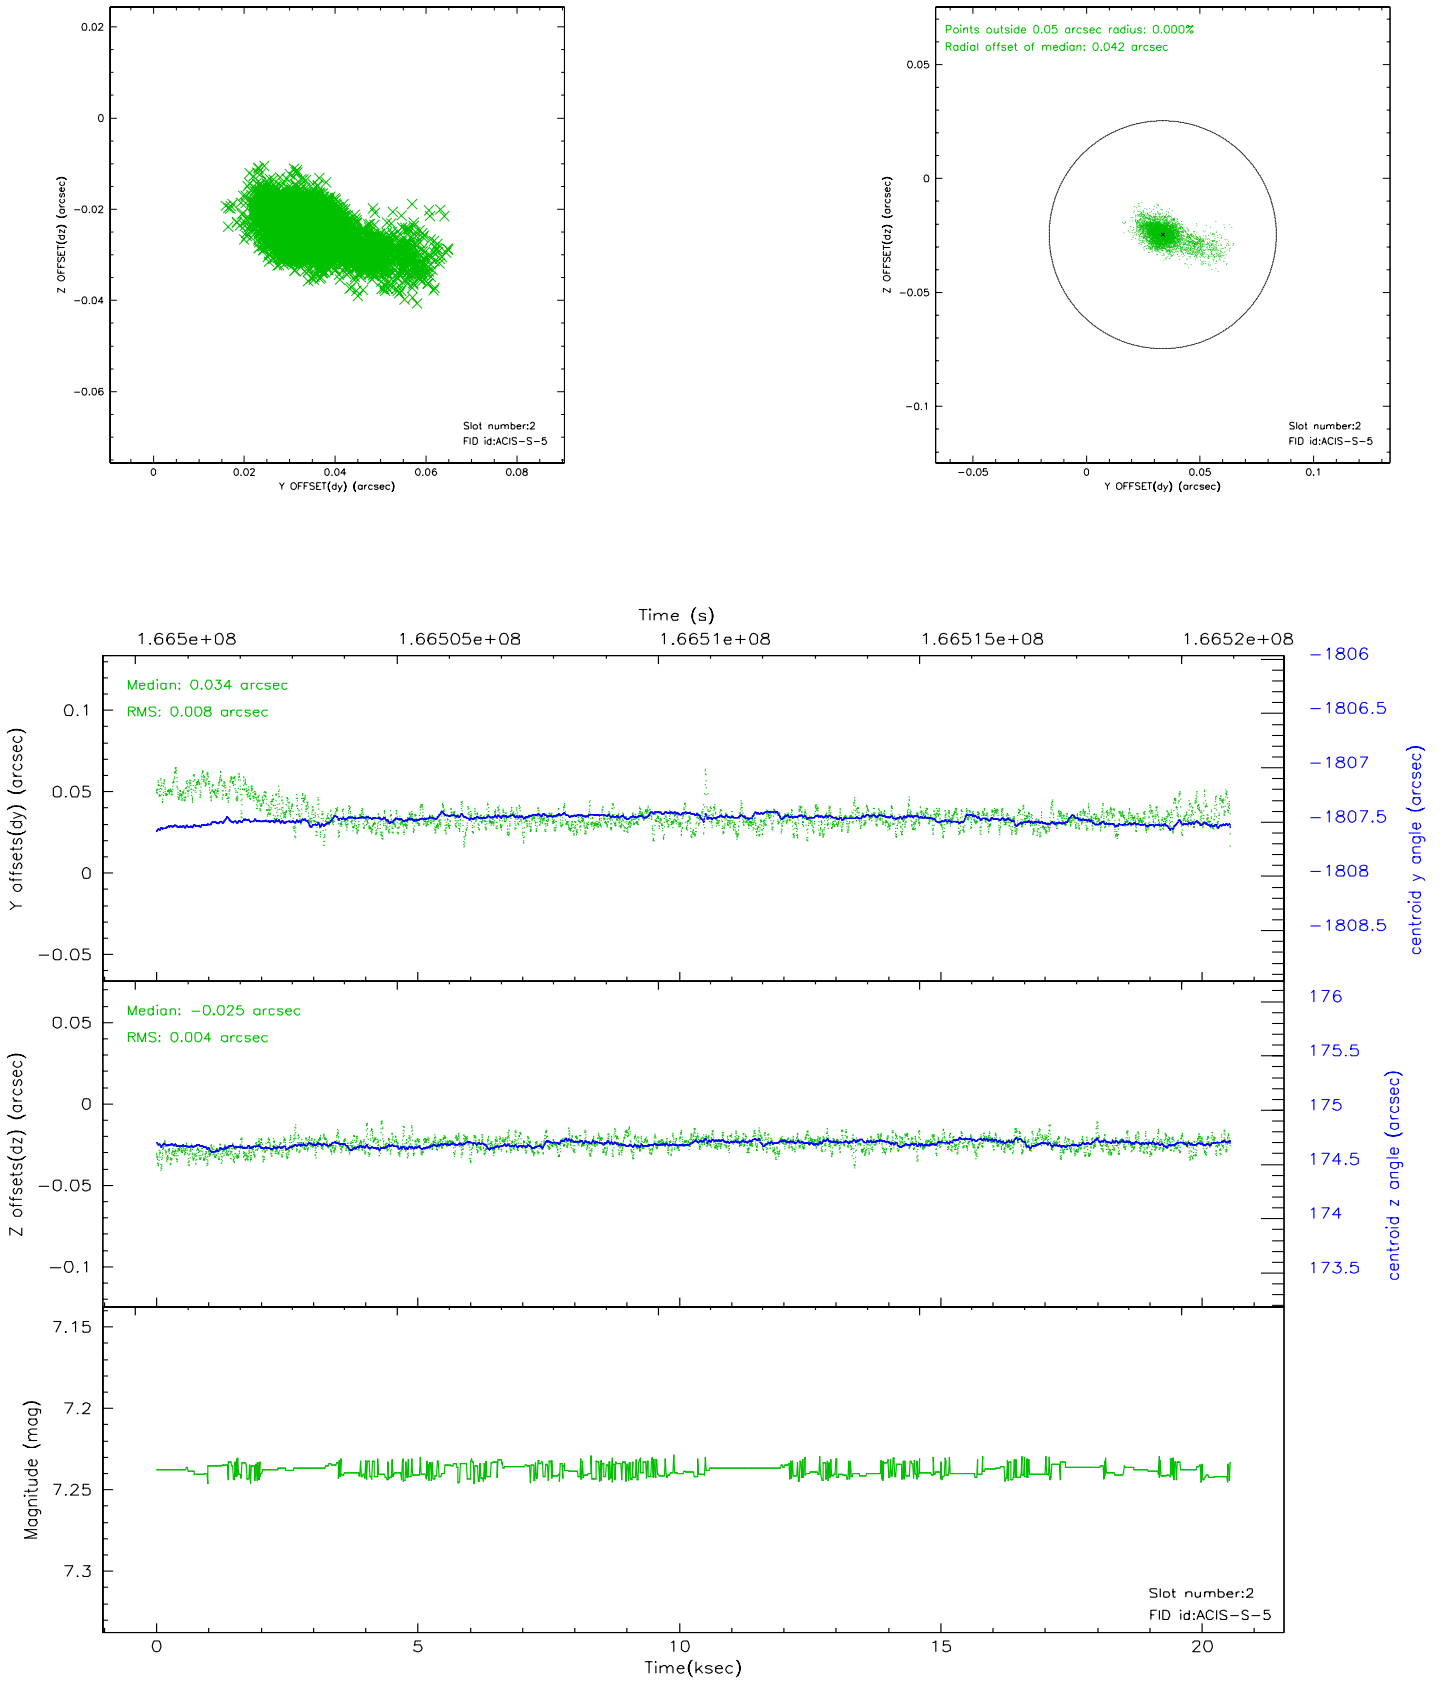 0.02
0
-0.02
-0.04
-0.06
Z OFFSET(dz) (arcsec)
Slot number:2
FID id:ACIS-S-5
0 0.02 0.04 0.06 0.08
Y OFFSET(dy) (arcsec)
Points outside 0.05 arcsec radius: 0.000%
Radial offset of median: 0.042 arcsec
0.05
0
-0.05
-0.1
Z OFFSET(dz) (arcsec)
Slot number:2
FID id:ACIS-S-5
-0.05 0 0.05 0.1
Y OFFSET(dy) (arcsec)
Time (s)
1.665e+08 1.66505e+08 1.6651e+08 1.66515e+08 1.6652e+08
Median: 0.034 arcsec
RMS: 0.008 arcsec
0.1
0.05
0
-0.05
Y offsets(dy) (arcsec)
-1806
-1806.5
-1807
-1807.5
-1808
-1808.5
centroid y angle (arcsec)
Median: -0.025 arcsec
RMS: 0.004 arcsec
0.05
0
-0.05
-0.1
Z offsets(dz) (arcsec)
176
175.5
175
174.5
174
173.5
centroid z angle (arcsec)
7.15
7.2
7.25
7.3
Magnitude (mag)
Slot number:2
FID id:ACIS-S-5
0 5 10 15 20
Time(ksec)